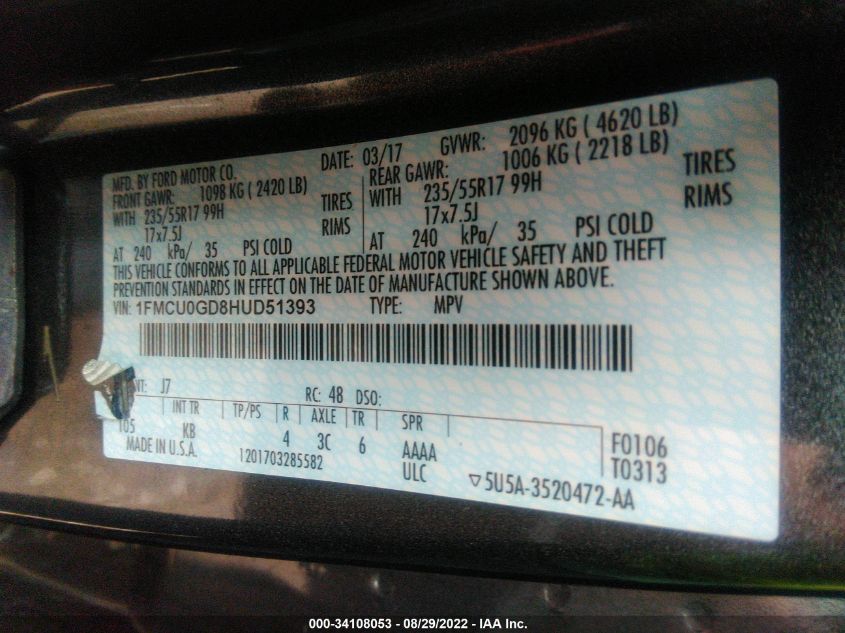 MFD. BY FORD MOTOR CO.
DATE: 03/17
GVWR: 2096 KG ( 4620 LB)
FRONT GAWR: 1098 KG ( 2420 LB)
REAR GAWR: 1006 KG ( 2218 LB)
WITH 235/55R17 99H TIRES
WITH 235/55R17 99H TIRES
17x7.5J RIMS
17x7.5J RIMS
AT 240 kPa/ 35 PSI COLD
AT 240 kPa/ 35 PSI COLD
THIS VEHICLE CONFORMS TO ALL APPLICABLE FEDERAL MOTOR VEHICLE SAFETY AND THEFT
PREVENTION STANDARDS IN EFFECT ON THE DATE OF MANUFACTURE SHOWN ABOVE.
VIN: 1FMCU0GD8HUD51393 TYPE: MPV
J7
RC: 48 DSO:
INT TR TP/PS R AXLE TR SPR
105 KB 4 3C 6 AAAA
F0106
MADE IN U.S.A. 1201703285582 ULC
T0313
▽5U5A-3520472-AA
000-34108053 - 08/29/2022 - IAA Inc.